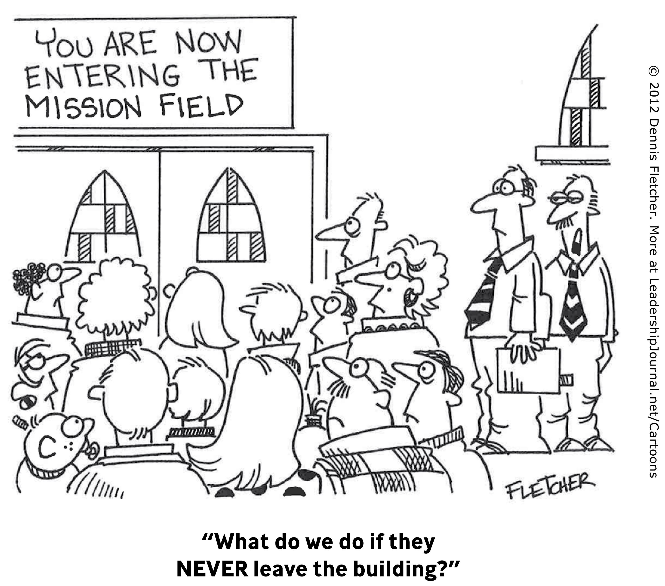 YOU ARE NOW
ENTERING THE
MISSION FIELD
© 2012 Dennis Fletcher. More at LeadershipJournal.net/Cartoons
FLETCHER
“What do we do if they
NEVER leave the building?”